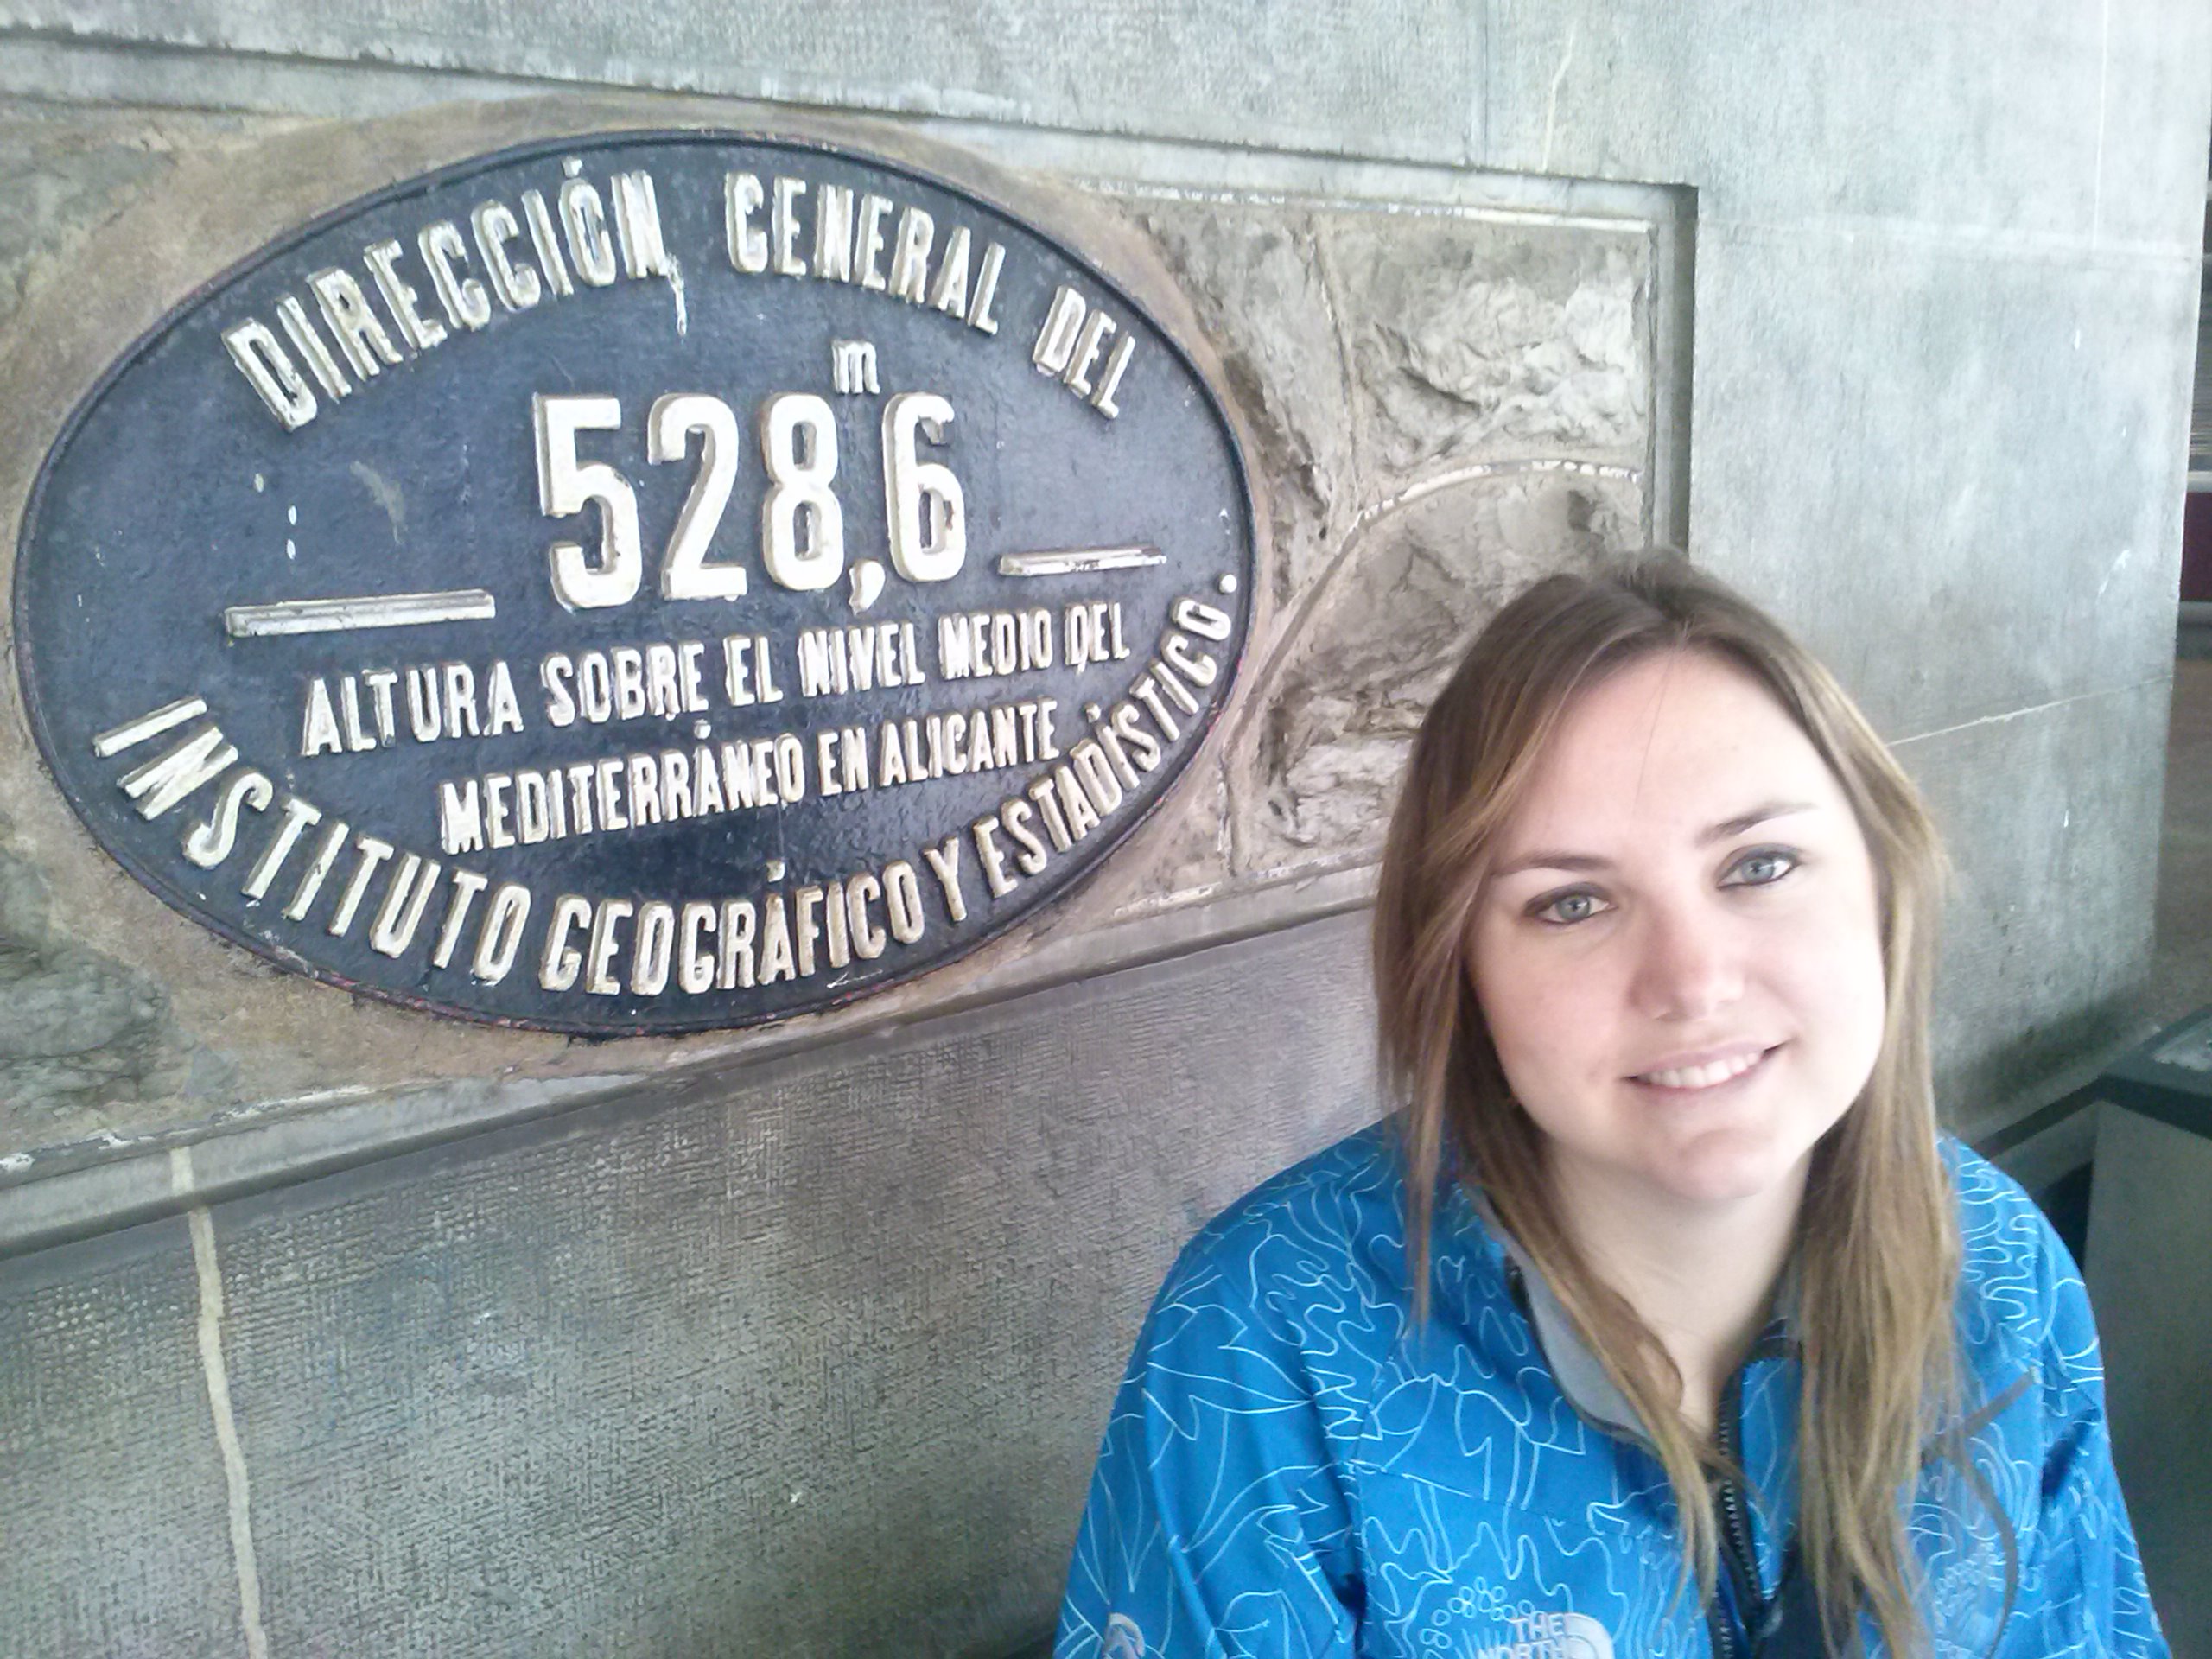 DIRECCIÓN GENERAL DEL
m
528,6
ALTURA SOBRE EL NIVEL MEDIO DEL
MEDITERRÁNEO EN ALICANTE
INSTITUTO GEOGRÁFICO Y ESTADÍSTICO.
THE
NORTH